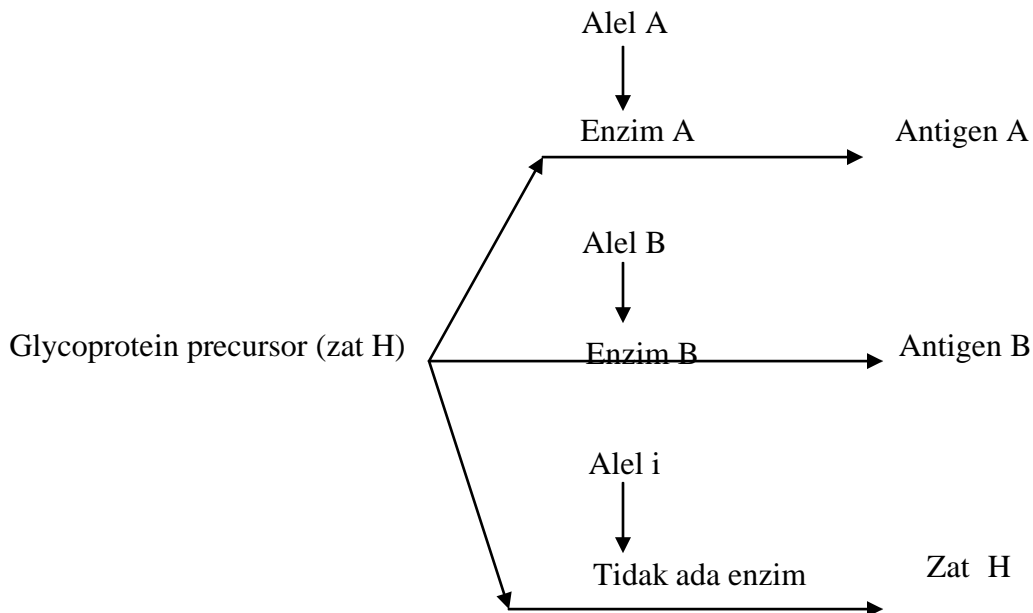 Alel A
Enzim A
Antigen A
Alel B
Glycoprotein precursor (zat H)
Enzim B
Antigen B
Alel i
Tidak ada enzim
Zat H